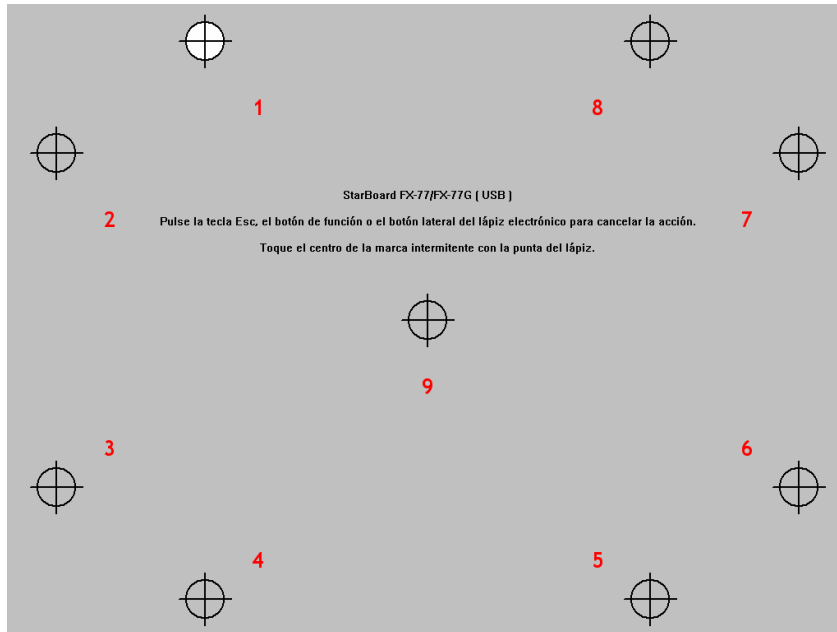 1 8
2 7
StarBoard FX-77/FX-77G ( USB )
Pulse la tecla Esc, el botón de función o el botón lateral del lápiz electrónico para cancelar la acción.
Toque el centro de la marca intermitente con la punta del lápiz.
9
3 6
4 5